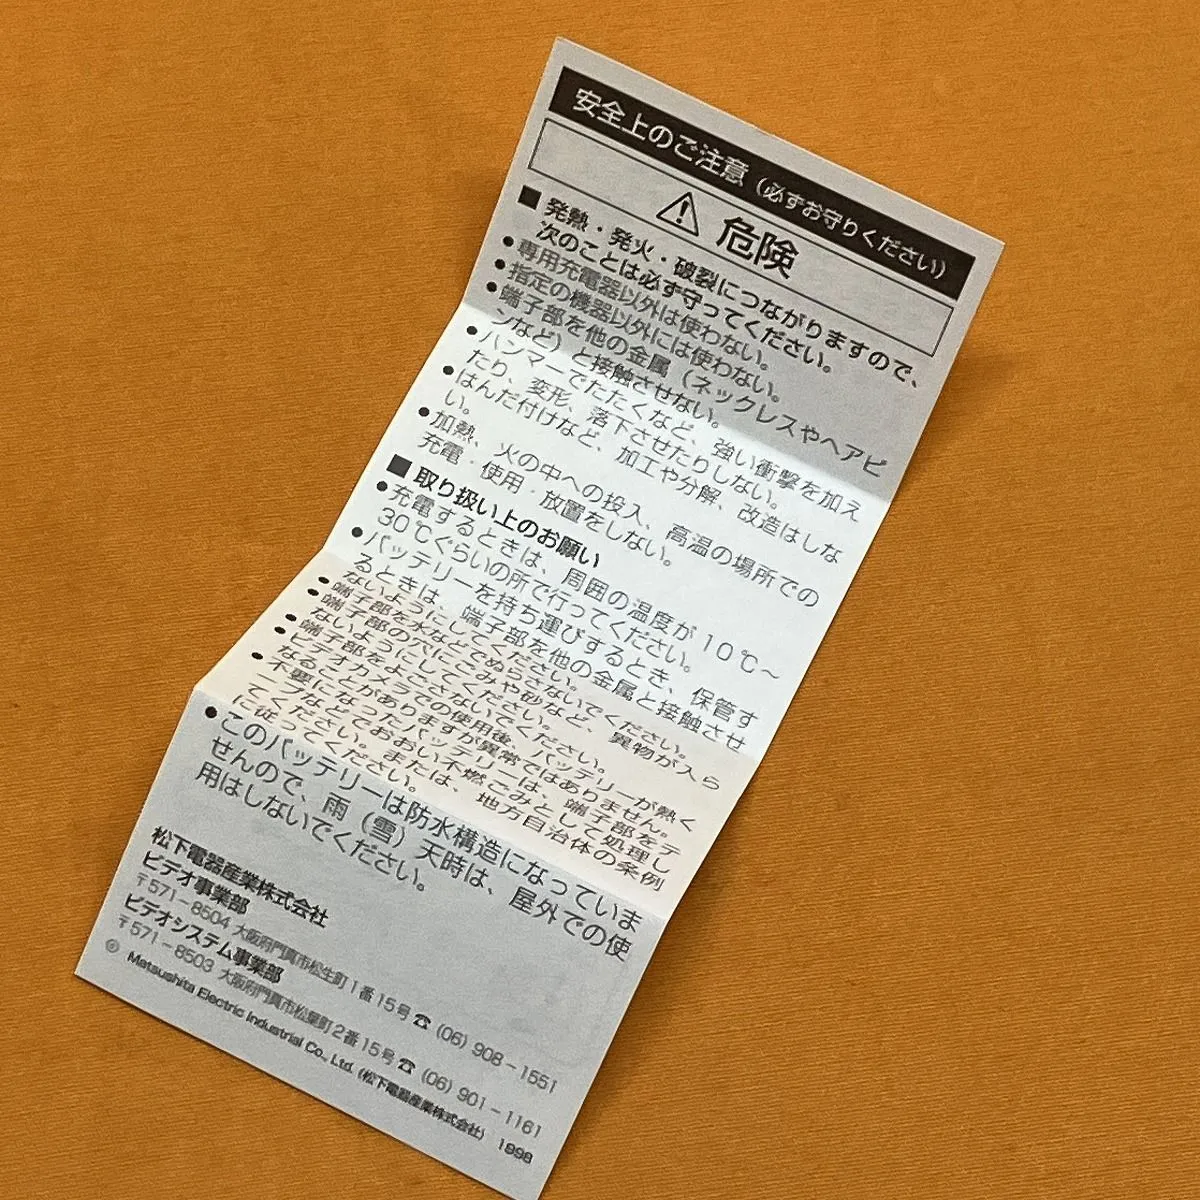 安全上のご注意(必ずお守りください)
⚠ 危険
■ 発熱・発火・破裂につながりますので、
次のことは必ず守ってください。
●専用充電器以外は使わない。
●指定の機器以外には使わない。
●端子部を他の金属(ネックレスやヘアピ
ンなど)と接触させない。
●ハンマーでたたくなど、強い衝撃を加え
たり、変形、落下させたりしない。
●はんだ付けなど、加工や分解、改造はしな
い。
●加熱、火の中への投入、高温の場所での
充電・使用・放置をしない。
■ 取り扱い上のお願い
●充電するときは、周囲の温度が10℃～
30℃ぐらいの所で行ってください。
●バッテリーを持ち運びするとき、保管す
るときは、端子部を他の金属と接触させ
ないようにしてください。
●端子部を水などでぬらさないでください。
●端子部の穴にごみや砂など、異物が入ら
ないようにしてください。
●端子部をよごさないでください。
●ビデオカメラでの使用後、バッテリーが熱く
なることがありますが異常ではありません。
●不要になったバッテリーは、端子部をテ
ープなどでおおい不燃ごみとして処理し
てください。または、地方自治体の条例
に従ってください。
●このバッテリーは防水構造になっていま
せんので、雨(雪)天時は、屋外での使
用はしないでください。
松下電器産業株式会社
ビデオ事業部
〒571-8504 大阪府門真市松生町1番15号☎(06)908-1551
ビデオシステム事業部
〒571-8503 大阪府門真市松葉町2番15号☎(06)901-1161
© Matsushita Electric Industrial Co., Ltd.(松下電器産業株式会社) 1998